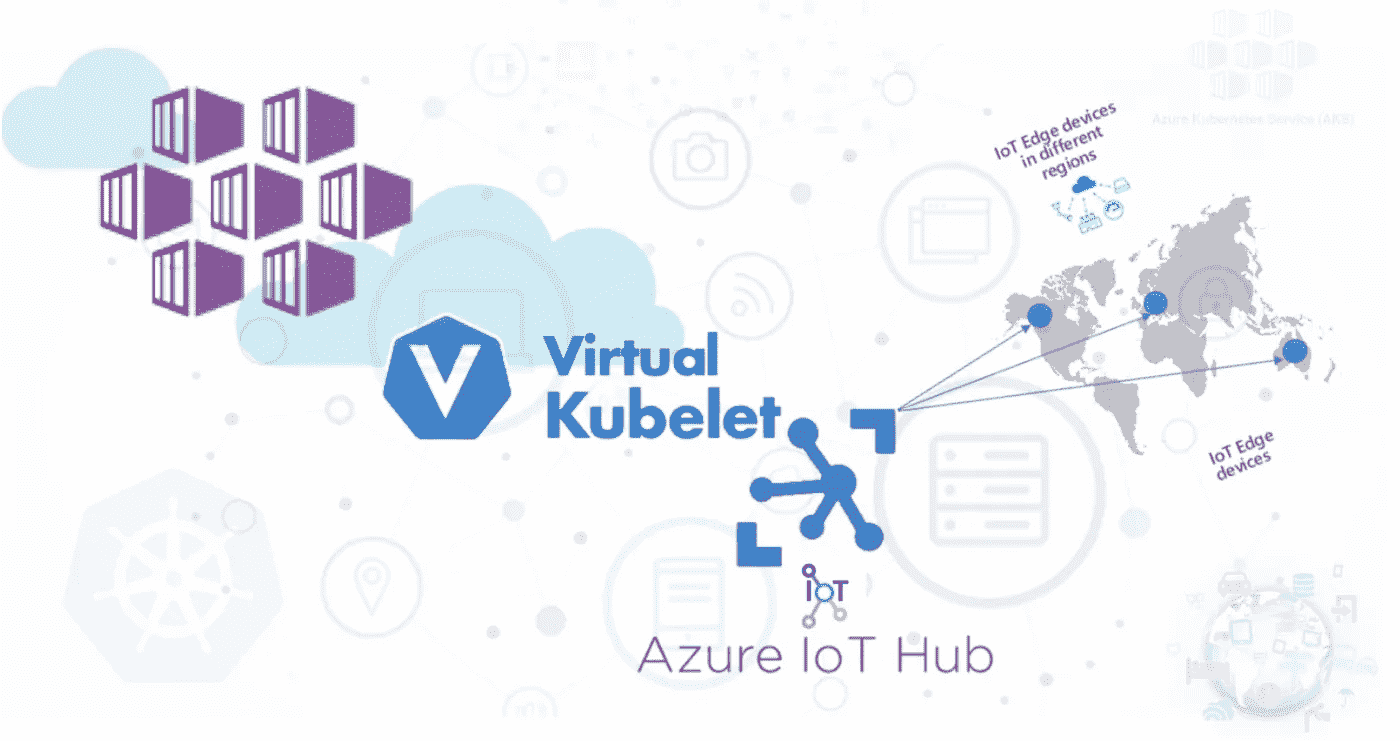 Azure Kubernetes Service (AKS)
IoT Edge devices
in different
regions
V
Virtual
Kubelet
IoT Edge
devices
IoT
Azure IoT Hub